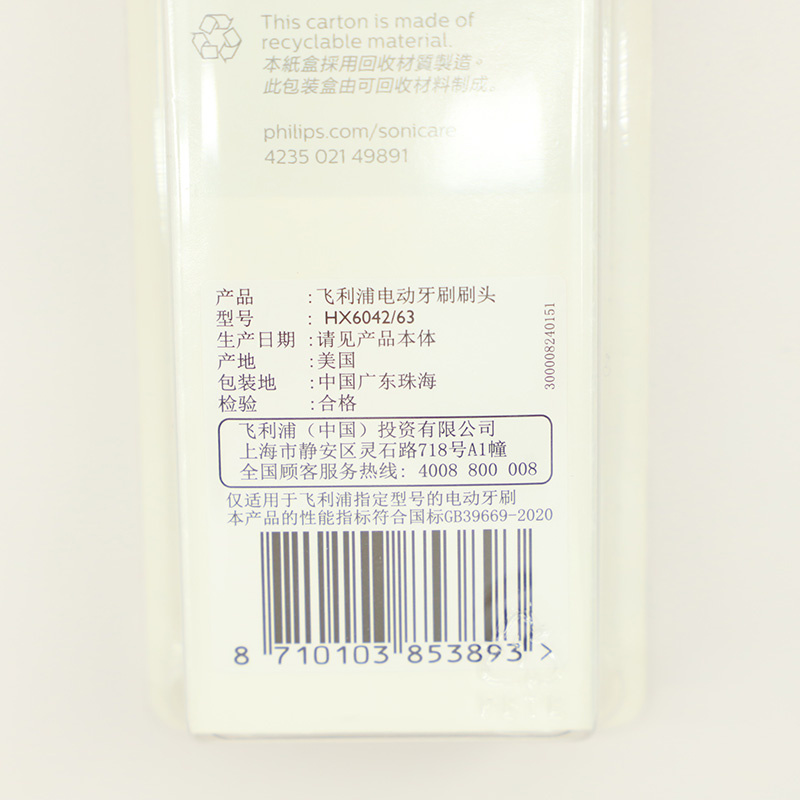 This carton is made of
recyclable material.
本紙盒採用回收材質製造。
此包装盒由可回收材料制成。
philips.com/sonicare
4235 021 49891
产品 :飞利浦电动牙刷刷头
型号 : HX6042/63
生产日期 :请见产品本体
产地 :美国
包装地 :中国广东珠海
检验 :合格
300008240151
飞利浦（中国）投资有限公司
上海市静安区灵石路718号A1幢
全国顾客服务热线: 4008 800 008
仅适用于飞利浦指定型号的电动牙刷
本产品的性能指标符合国标GB39669-2020
8 710103 853893 >